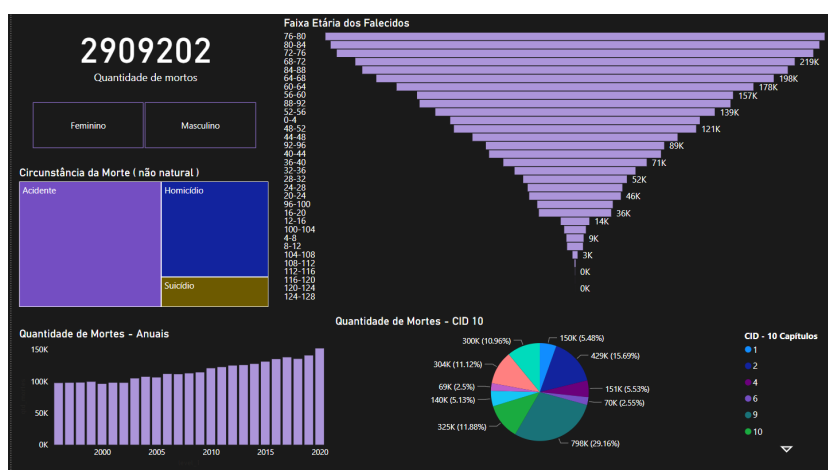 2909202
Quantidade de mortos
Feminino
Masculino
Circunstância da Morte ( não natural )
Acidente
Homicídio
Suicídio
Faixa Etária dos Falecidos
76-80
80-84
72-76
68-72
219K
84-88
64-68
198K
60-64
178K
56-60
157K
88-92
52-56
139K
0-4
48-52
121K
44-48
92-96
89K
40-44
36-40
71K
32-36
28-32
52K
24-28
20-24
46K
96-100
16-20
36K
12-16
14K
100-104
4-8
9K
8-12
104-108
3K
108-112
112-116
0K
116-120
120-124
0K
124-128
Quantidade de Mortes - Anuais
150K
100K
50K
0K
2000
2005
2010
2015
2020
Quantidade de Mortes - CID 10
300K (10.96%)
150K (5.48%)
429K (15.69%)
304K (11.12%)
69K (2.5%)
151K (5.53%)
140K (5.13%)
70K (2.55%)
325K (11.88%)
798K (29.16%)
CID - 10 Capítulos
1
2
4
6
9
10